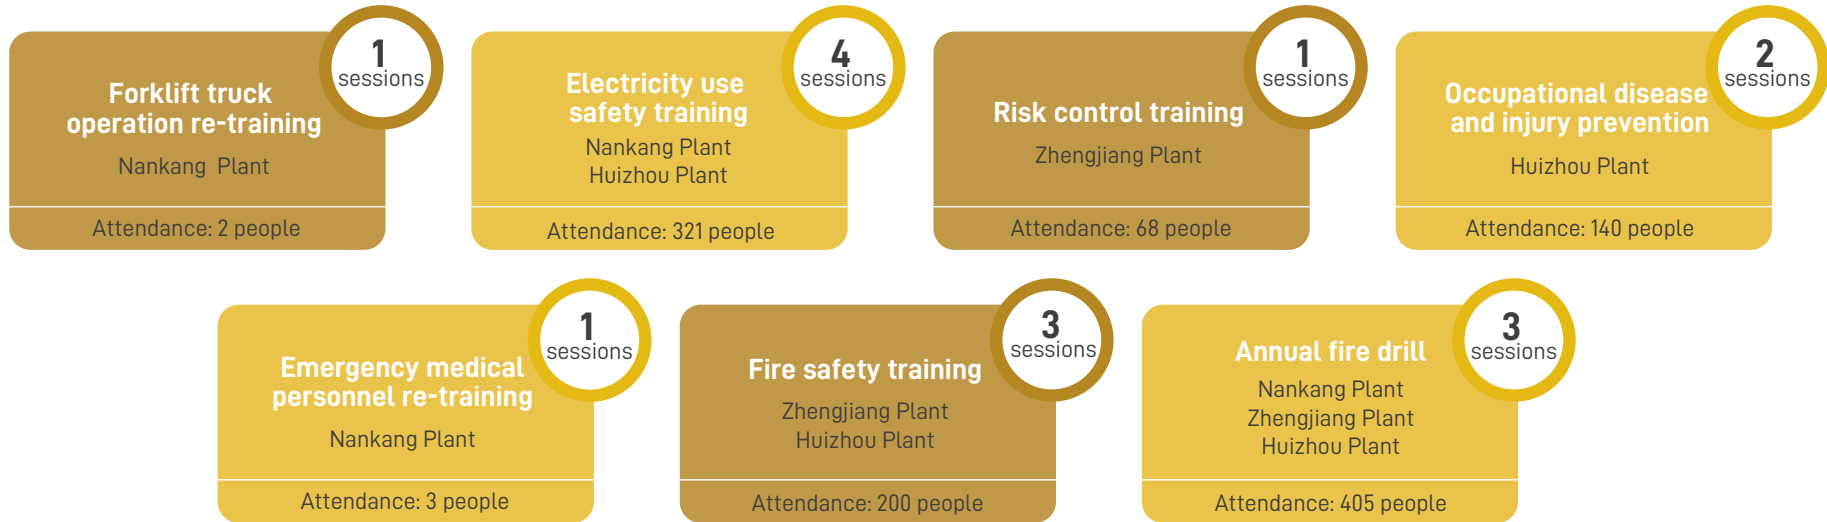 1
sessions
Forklift truck
operation re-training
Nankang Plant
Attendance: 2 people
4
sessions
Electricity use
safety training
Nankang Plant
Huizhou Plant
Attendance: 321 people
1
sessions
Risk control training
Zhengjiang Plant
Attendance: 68 people
2
sessions
Occupational disease
and injury prevention
Huizhou Plant
Attendance: 140 people
1
sessions
Emergency medical
personnel re-training
Nankang Plant
Attendance: 3 people
3
sessions
Fire safety training
Zhengjiang Plant
Huizhou Plant
Attendance: 200 people
3
sessions
Annual fire drill
Nankang Plant
Zhengjiang Plant
Huizhou Plant
Attendance: 405 people